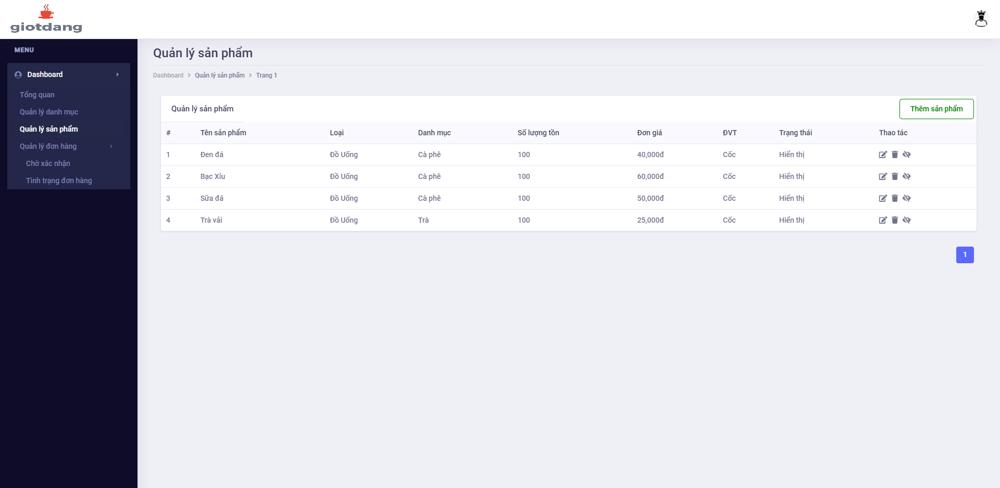 giotdang
MENU
Dashboard
Tổng quan
Quản lý danh mục
Quản lý sản phẩm
Quản lý đơn hàng
Chờ xác nhận
Tình trạng đơn hàng
Quản lý sản phẩm
Dashboard > Quản lý sản phẩm > Trang 1
Quản lý sản phẩm
Thêm sản phẩm
# Tên sản phẩm Loại Danh mục Số lượng tồn Đơn giá ĐVT Trạng thái Thao tác
1 Đen đá Đồ Uống Cà phê 100 40,000đ Cốc Hiển thị
2 Bạc Xỉu Đồ Uống Cà phê 100 60,000đ Cốc Hiển thị
3 Sữa đá Đồ Uống Cà phê 100 50,000đ Cốc Hiển thị
4 Trà vải Đồ Uống Trà 100 25,000đ Cốc Hiển thị
1